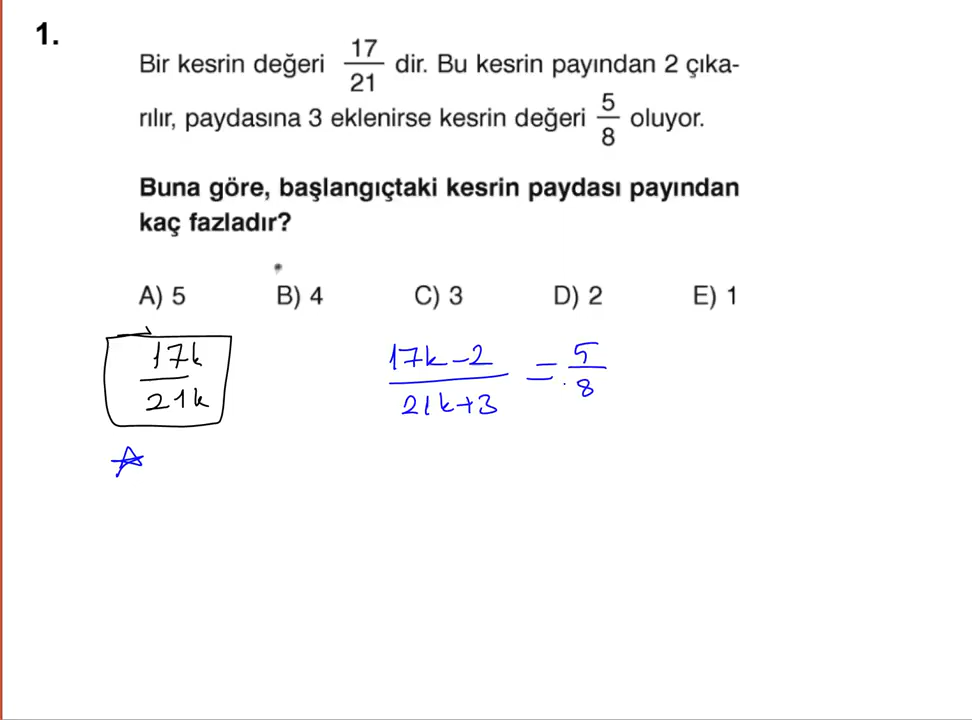 1.
Bir kesrin değeri 17/21 dir. Bu kesrin payından 2 çıka-
rılır, paydasına 3 eklenirse kesrin değeri 5/8 oluyor.
Buna göre, başlangıçtaki kesrin paydası payından
kaç fazladır?
A) 5 B) 4 C) 3 D) 2 E) 1
17k/21k
17k-2/21k+3 = 5/8